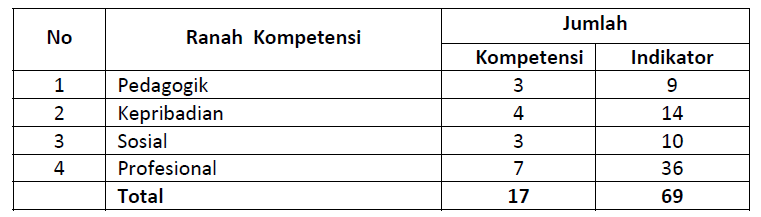 No Ranah Kompetensi Jumlah
Kompetensi Indikator
1 Pedagogik 3 9
2 Kepribadian 4 14
3 Sosial 3 10
4 Profesional 7 36
Total 17 69